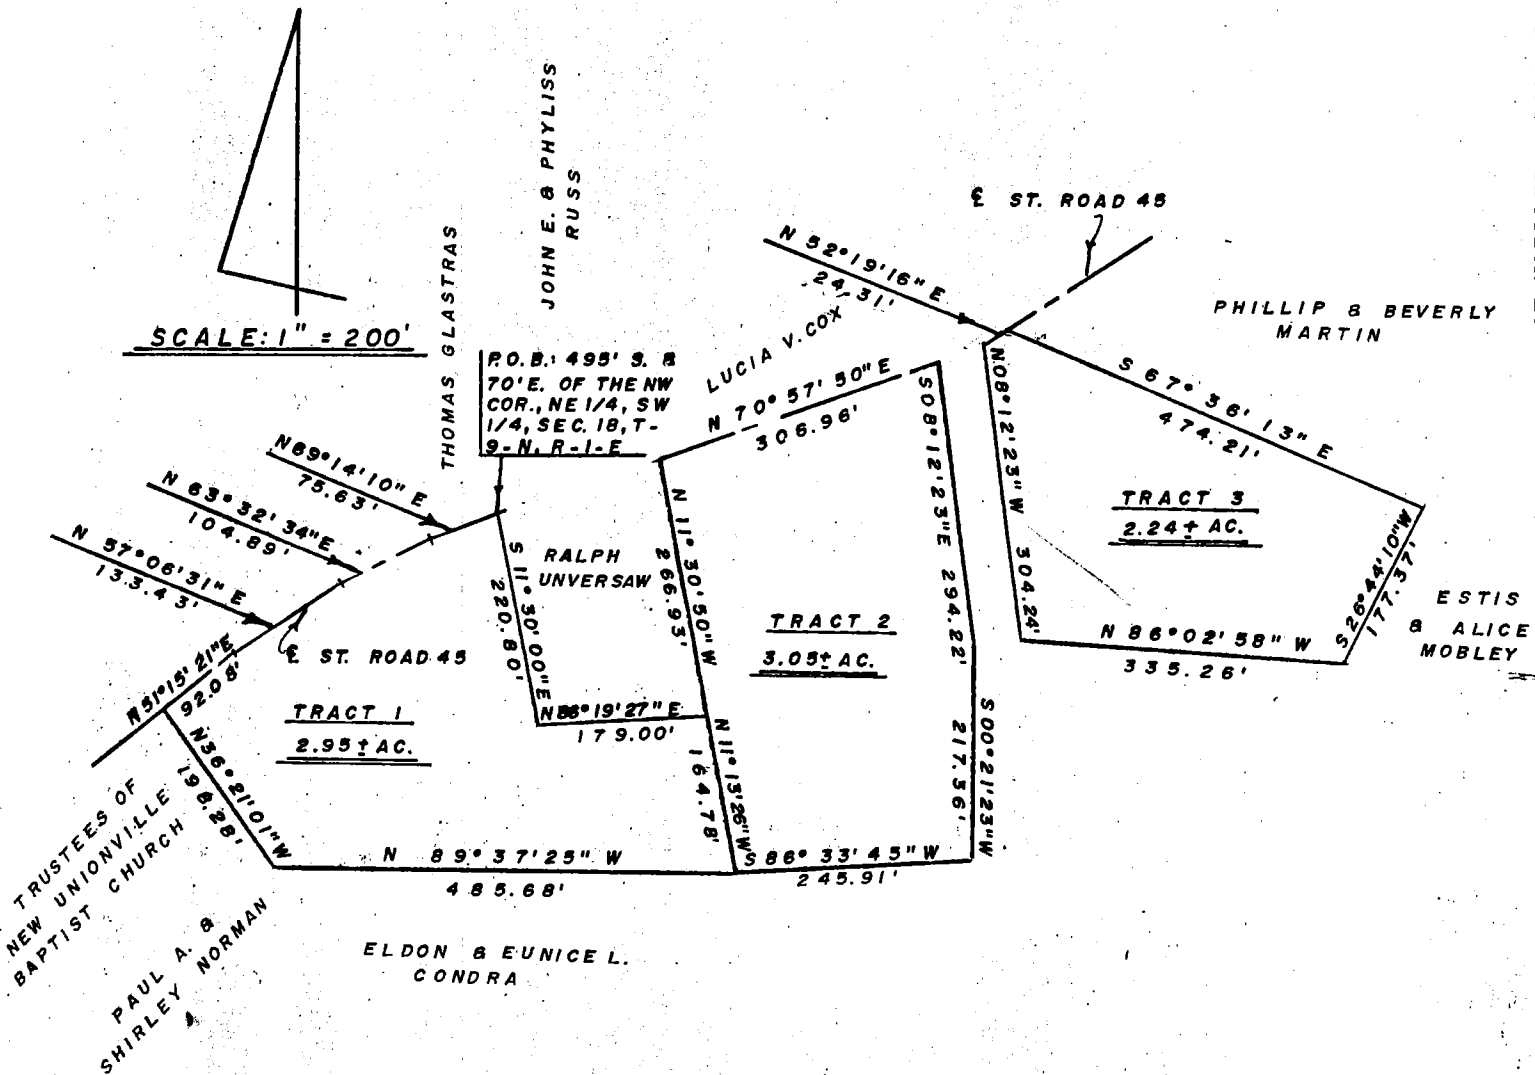 SCALE: 1" = 200'
THOMAS GLASTRAS
JOHN E. & PHYLISS
RUSS
P.O.B.: 495' S. &
70' E. OF THE NW
COR., NE 1/4, SW
1/4, SEC. 18, T-
9-N, R-1-E
LUCIA V. COX
N 52°19'16" E
24.31'
℄ ST. ROAD 45
PHILLIP & BEVERLY
MARTIN
N 70°57'50" E
306.96'
S 67°36'13" E
474.21'
N69°14'10" E
75.63'
N 63°32'34" E
104.89'
N 57°06'31" E
133.43'
N 51°15'21" E
92.08'
℄ ST. ROAD 45
S 11°30'00" E
220.80'
RALPH
UNVERSAW
N 11°30'50" W
266.93'
S08°12'23"E 294.22'
N08°12'23" W 304.24'
TRACT 3
2.24± AC.
S 26°44'10" W
177.37'
ESTIS
& ALICE
MOBLEY
N 86°02'58" W
335.26'
TRACT 2
3.05± AC.
TRACT 1
2.95± AC.
N86°19'27" E
179.00'
N 11°13'26" W
164.78'
S00°21'23"W
217.36'
N36°21'01" W
198.28'
N 89°37'25" W
485.68'
S 86°33'45" W
245.91'
TRUSTEES OF
NEW UNIONVILLE
BAPTIST CHURCH
PAUL A. &
SHIRLEY NORMAN
ELDON & EUNICE L.
CONDRA